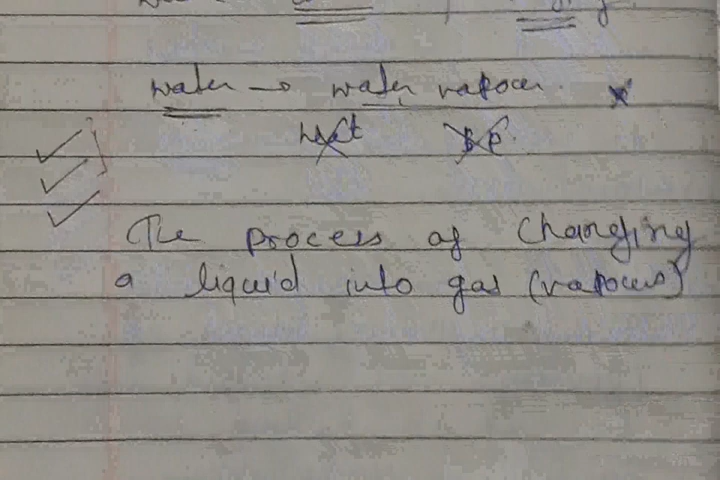 water → water vapour
The process of changing
a liquid into gas (vapours)